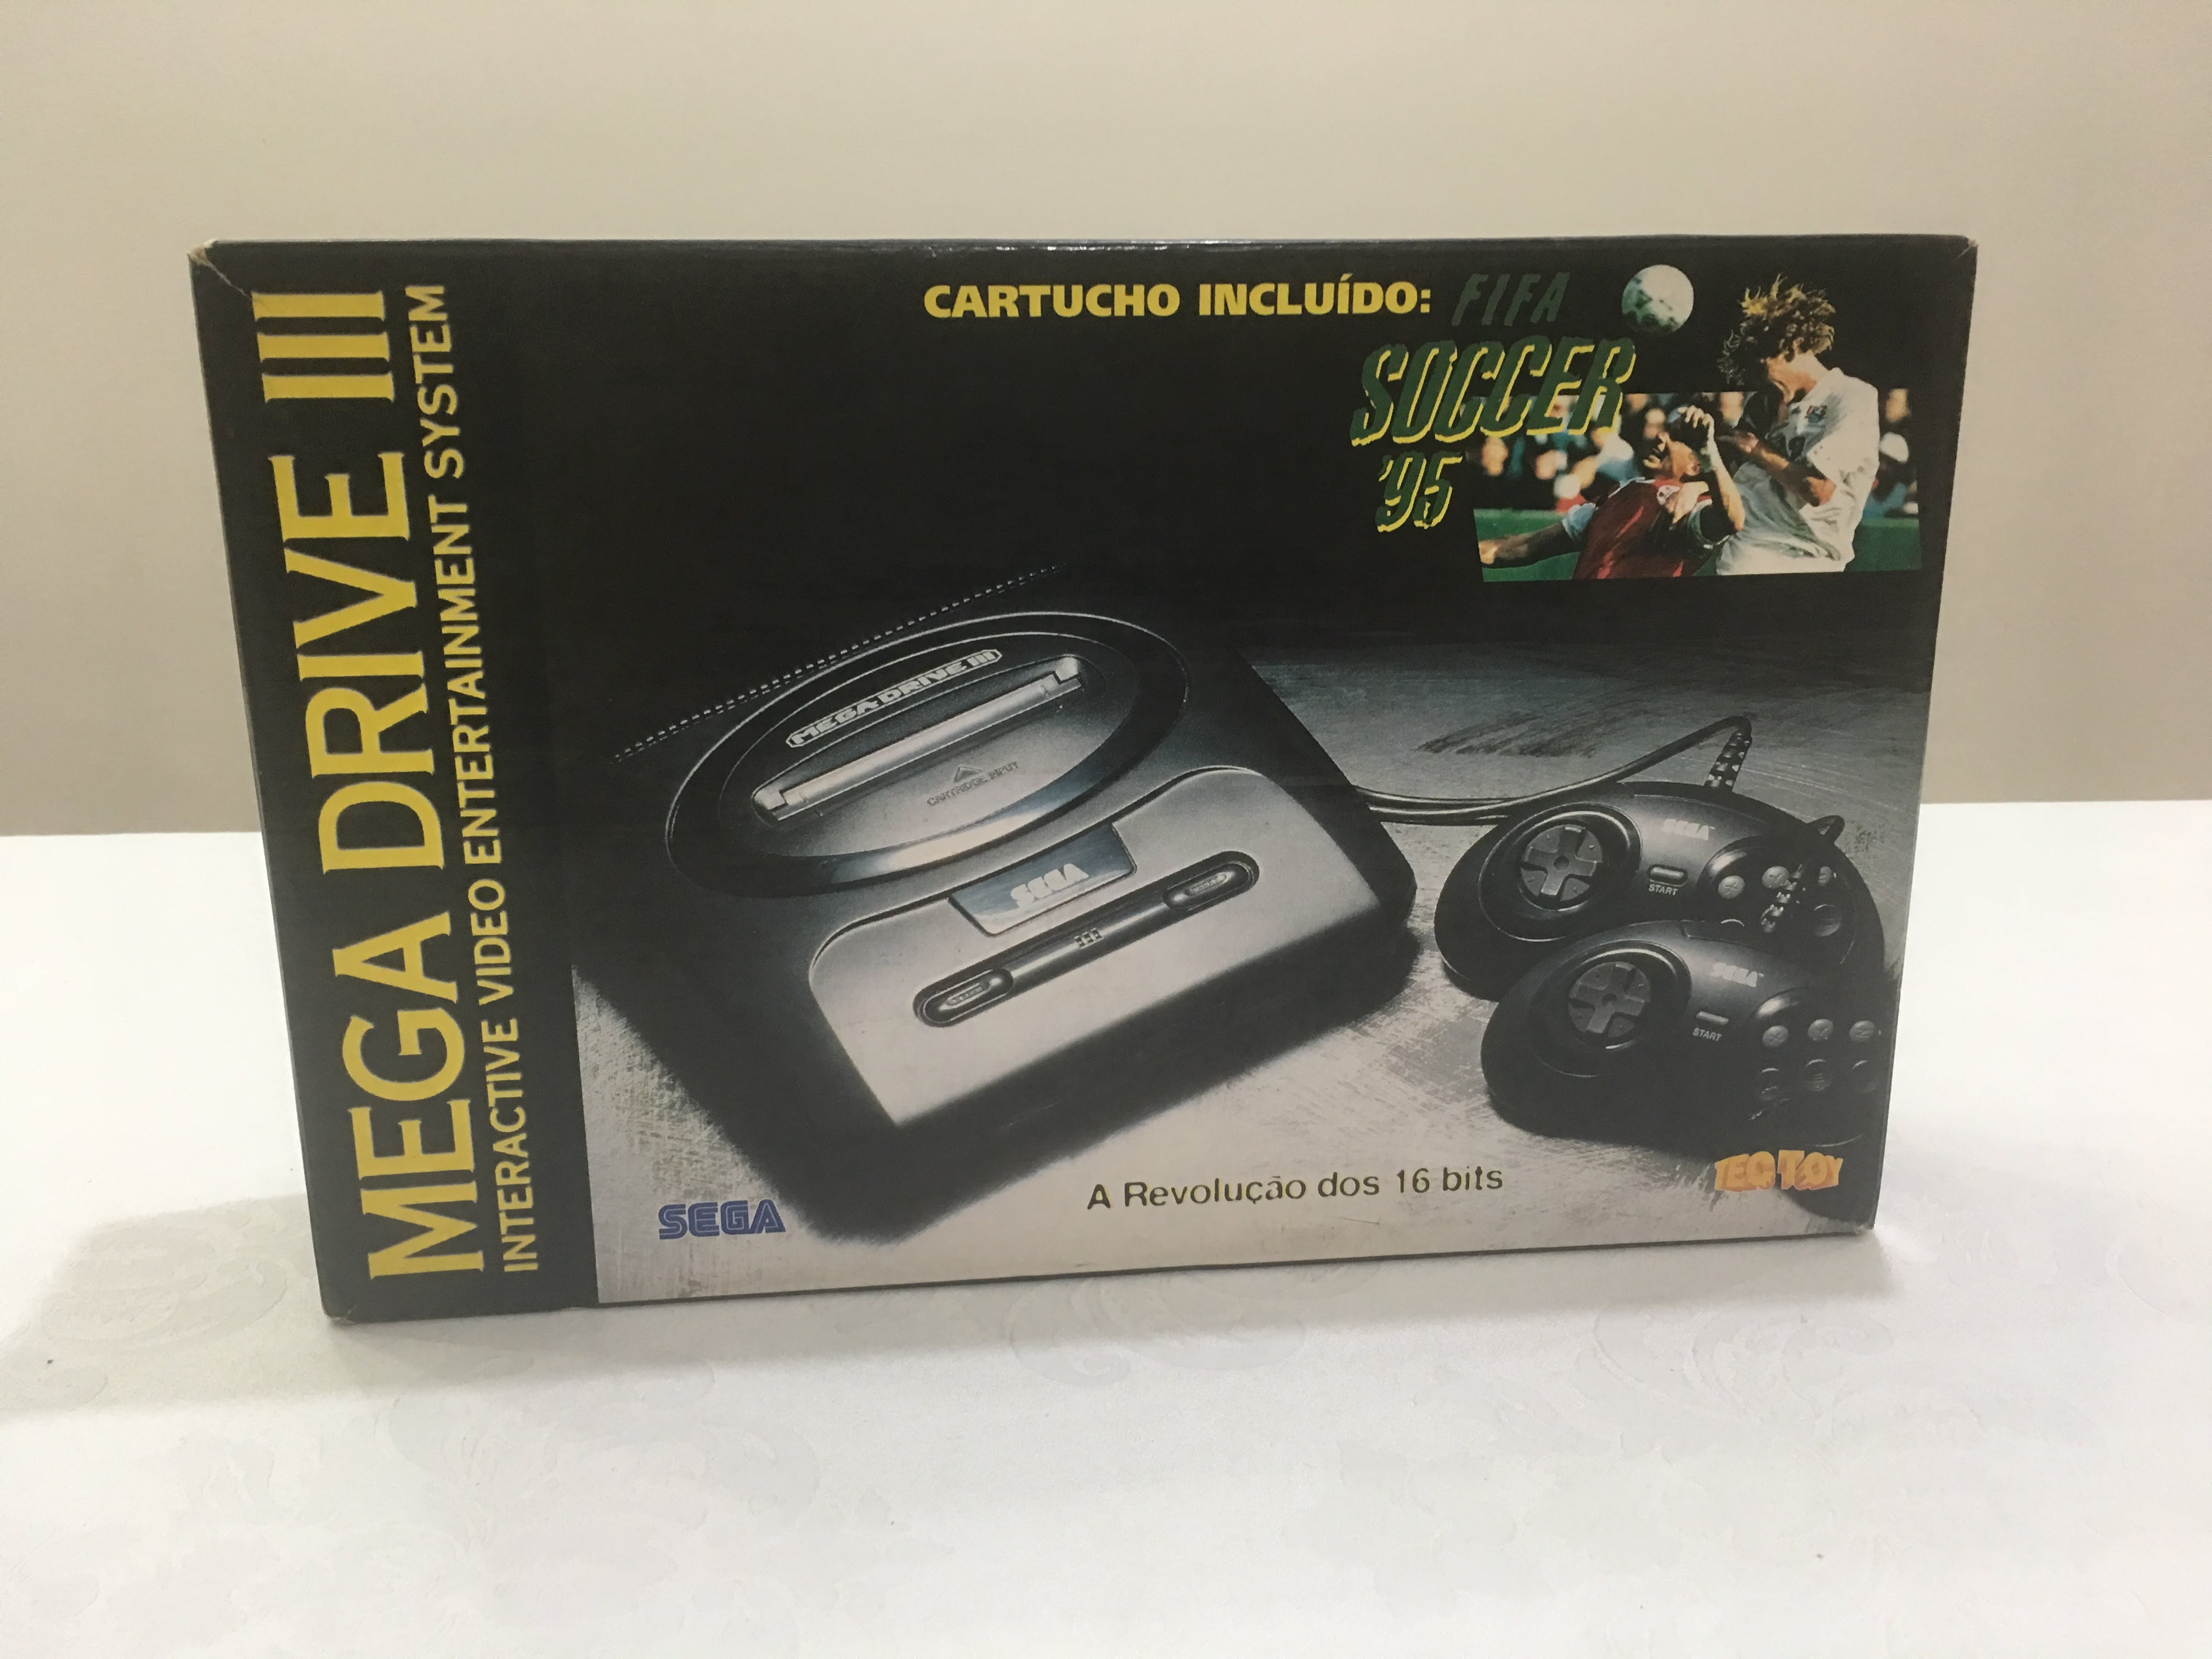 MEGA DRIVE III
INTERACTIVE VIDEO ENTERTAINMENT SYSTEM
CARTUCHO INCLUÍDO:
FIFA
SOCCER
'95
MEGA DRIVE III
CARTRIDGE INPUT
SEGA
SEGA
START
SEGA
START
A Revolução dos 16 bits
SEGA
TEC TOY